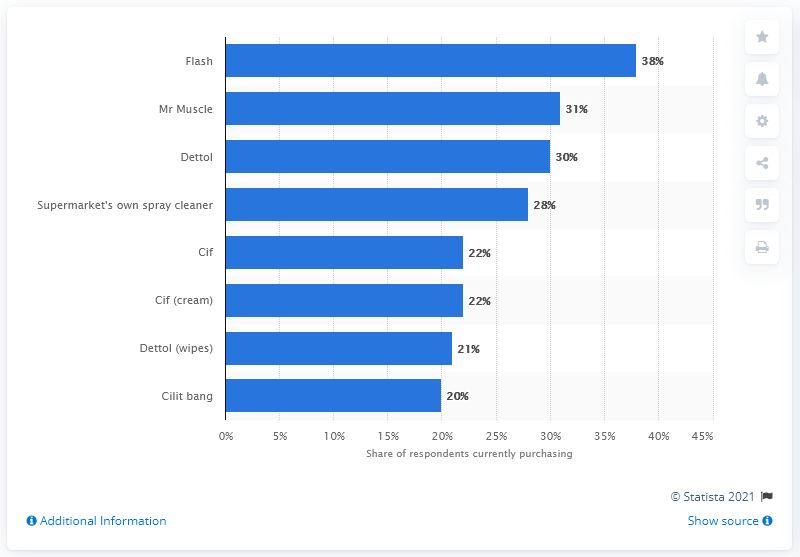 Flash 38%
Mr Muscle 31%
Dettol 30%
Supermarket's own spray cleaner 28%
Cif 22%
Cif (cream) 22%
Dettol (wipes) 21%
Cilit bang 20%
0% 5% 10% 15% 20% 25% 30% 35% 40% 45%
Share of respondents currently purchasing
© Statista 2021
Additional Information
Show source